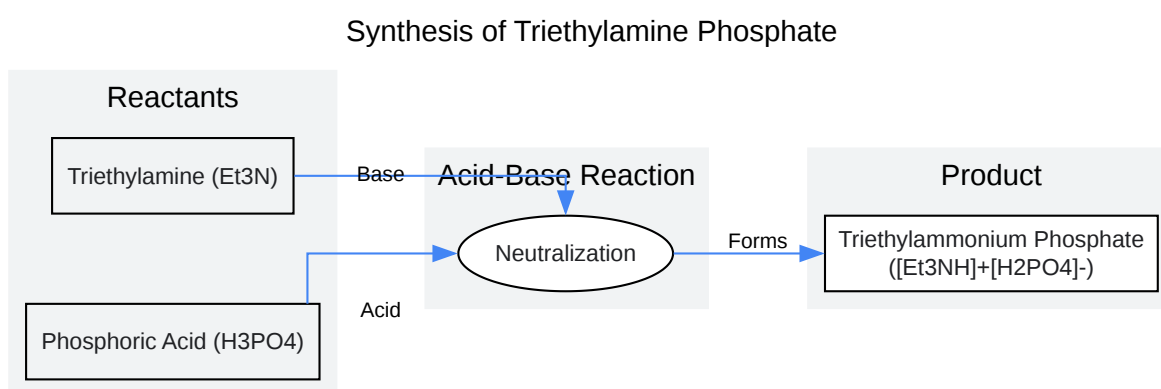 Synthesis of Triethylamine Phosphate
Reactants
Triethylamine (Et3N)
Base
Acid-Base Reaction
Product
Neutralization
Forms
Triethylammonium Phosphate
([Et3NH]+[H2PO4]-)
Acid
Phosphoric Acid (H3PO4)